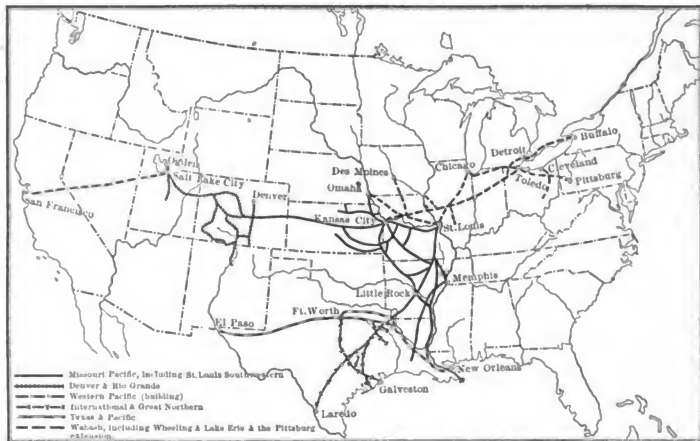 Buffalo
Detroit
Chicago
Cleveland
Des Moines
Toledo
Pittsburg
Ogden
Salt Lake City
Omaha
Denver
San Francisco
Kansas City
St. Louis
Memphis
Little Rock
Ft. Worth
El Paso
New Orleans
Galveston
Laredo
Missouri Pacific, including St. Louis Southwestern
Denver & Rio Grande
Western Pacific (building)
International & Great Northern
Texas & Pacific
Wabash, including Wheeling & Lake Erie & the Pittsburg
extension.